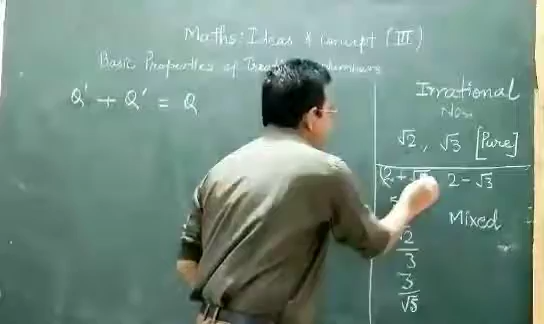 Maths: Ideas & Concept (III)
Basic Properties of
Q' + Q' = Q
Irrational
Nos
√2, √3 [Pure]
(2 + √ 2 - √3
Mixed
2
3
3
√5